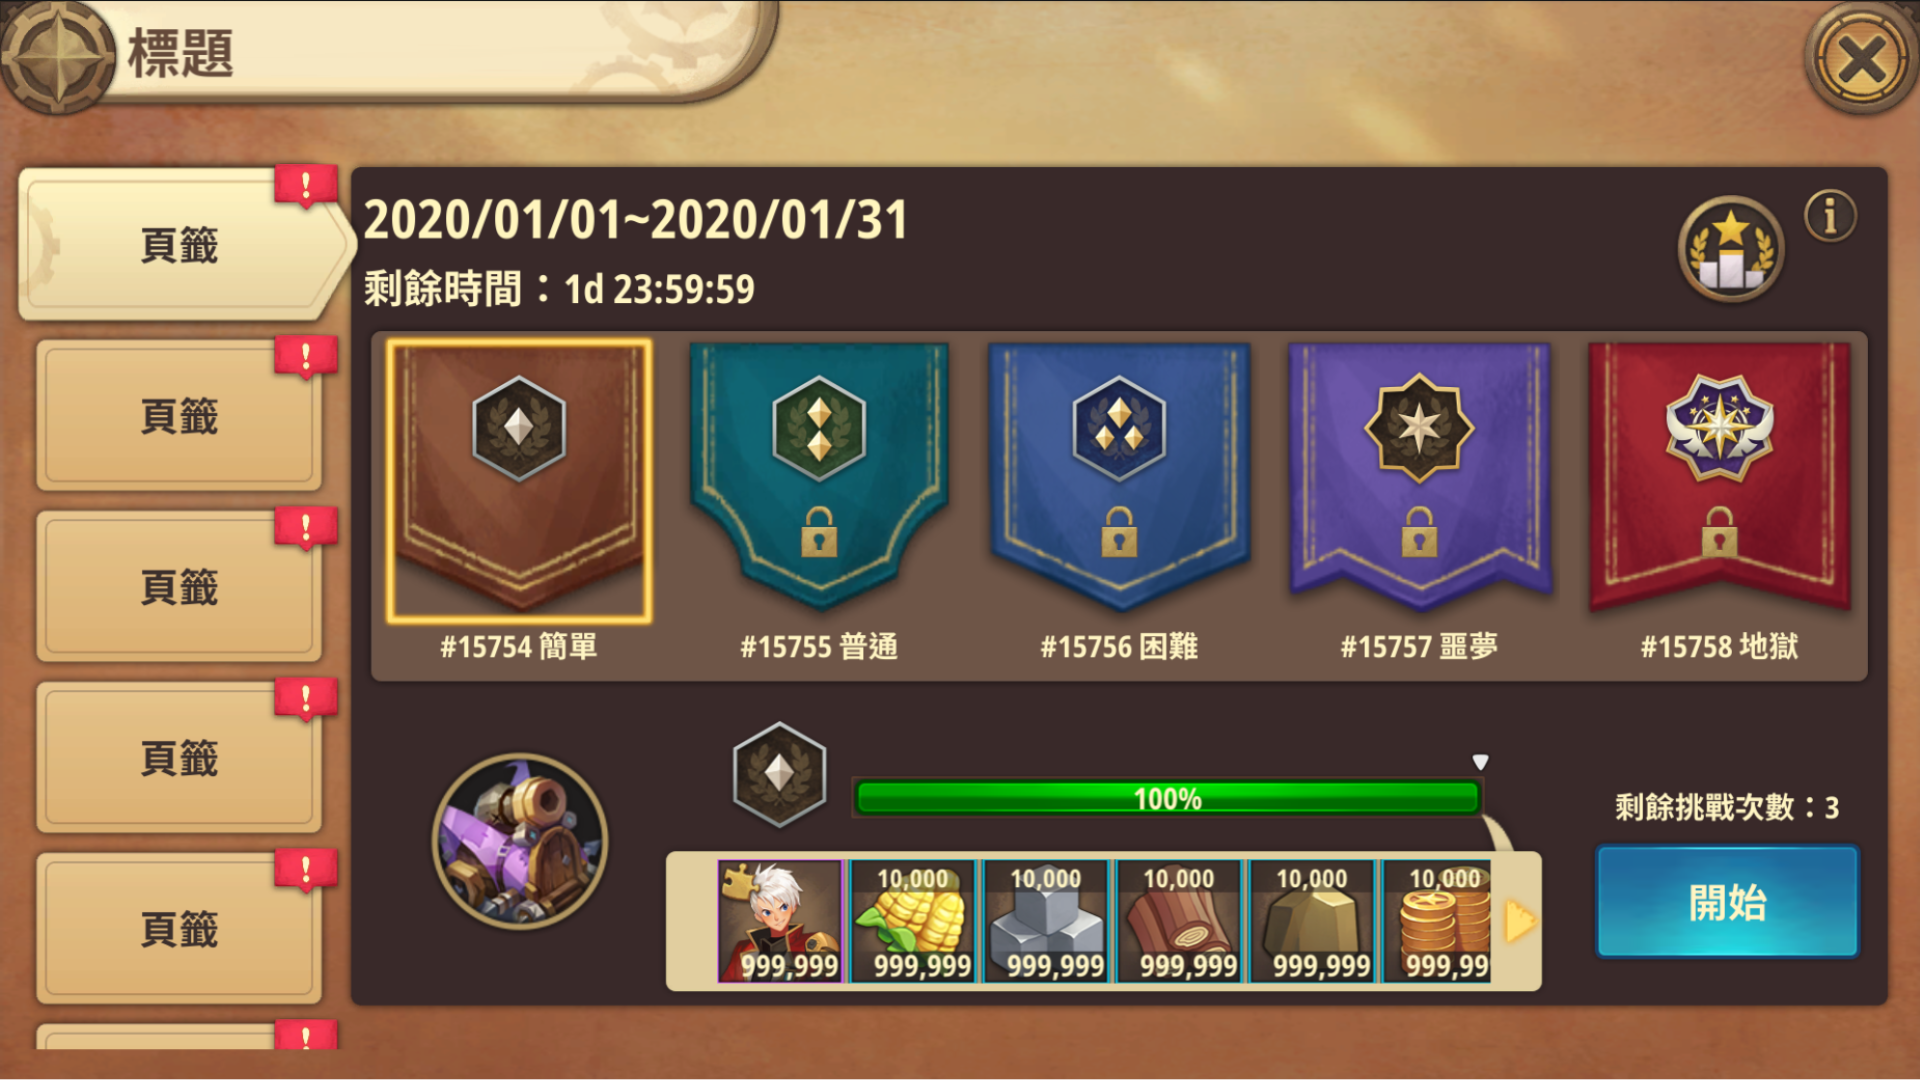 標題
頁籤
頁籤
頁籤
頁籤
頁籤
2020/01/01~2020/01/31
剩餘時間：1d 23:59:59
#15754 簡單
#15755 普通
#15756 困難
#15757 噩夢
#15758 地獄
100%
剩餘挑戰次數：3
開始
10,000
10,000
10,000
10,000
10,000
999,999
999,999
999,999
999,999
999,999
999,99